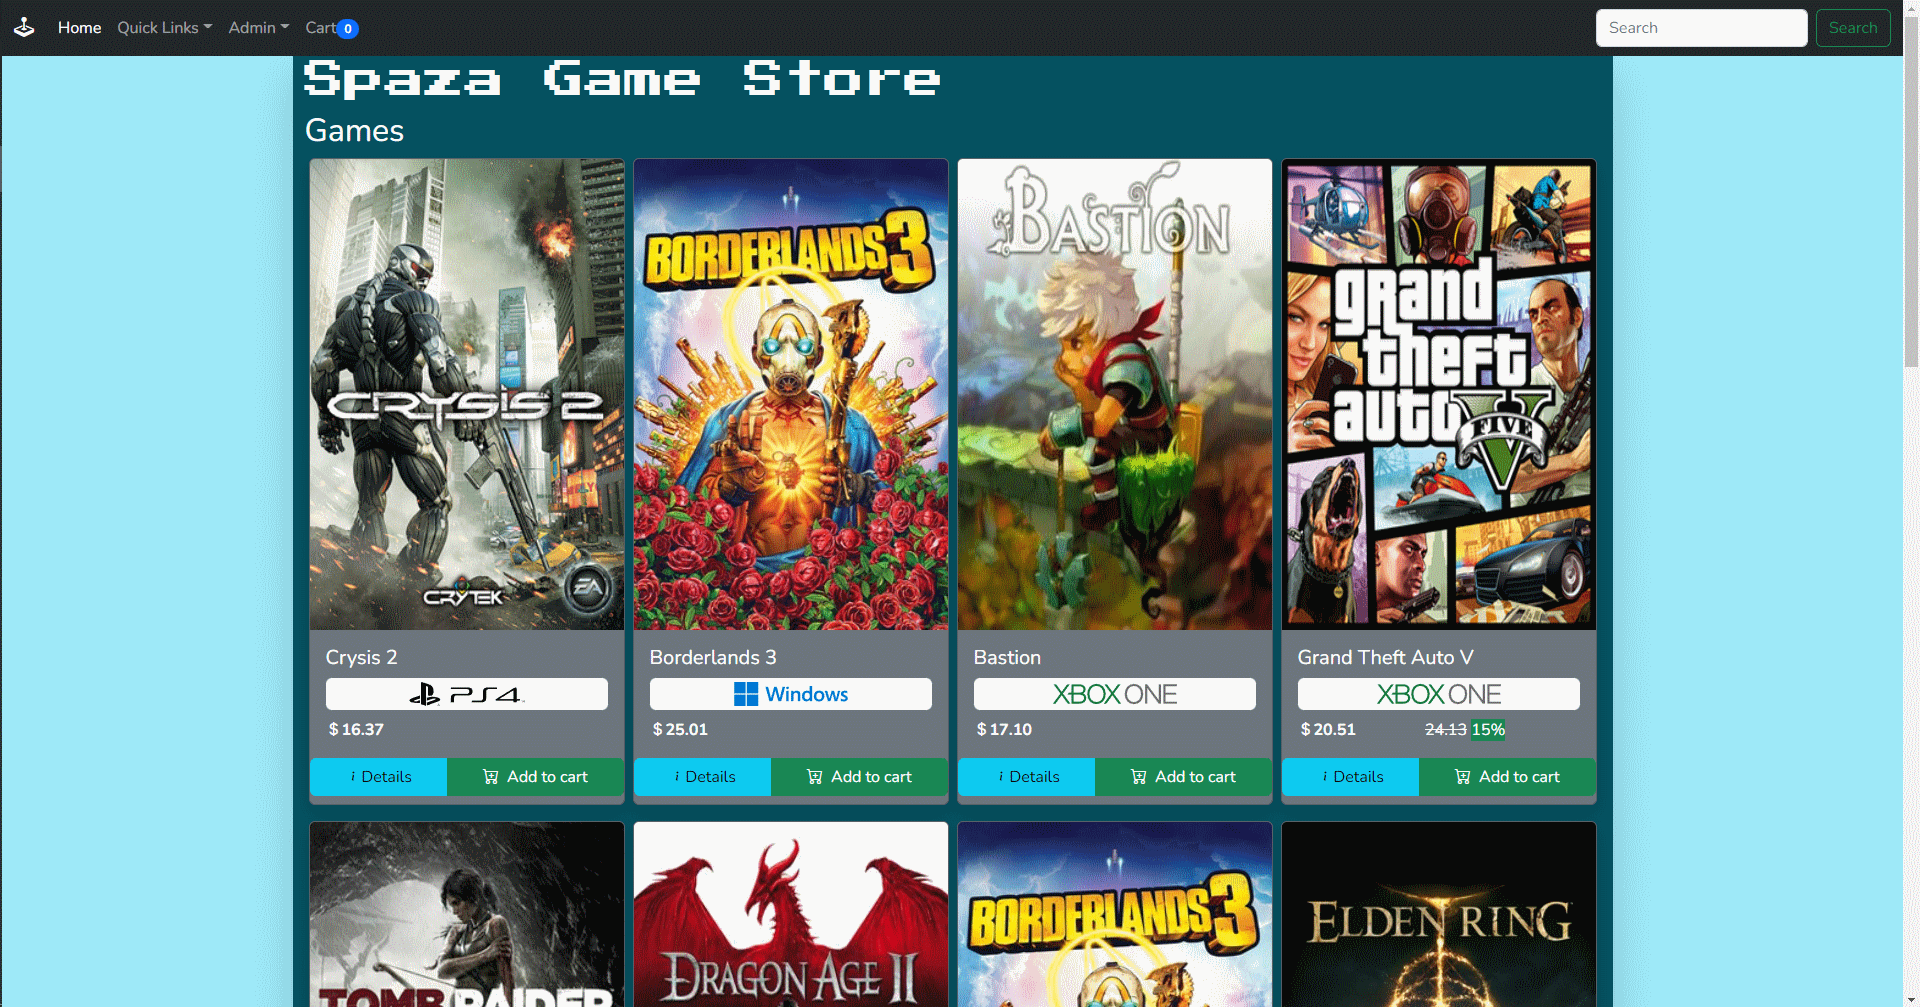 Home Quick Links Admin Cart 0 Search Search
Spaza Game Store
Games
CRYSIS 2
CRYTEK
EA
BORDERLANDS 3
BASTION
grand theft auto V
FIVE
Crysis 2
PS4
$ 16.37
i Details Add to cart
Borderlands 3
Windows
$ 25.01
i Details Add to cart
Bastion
XBOX ONE
$ 17.10
i Details Add to cart
Grand Theft Auto V
XBOX ONE
$ 20.51 24.13 15%
i Details Add to cart
TOMB RAIDER
DRAGON AGE II
BORDERLANDS 3
ELDEN RING